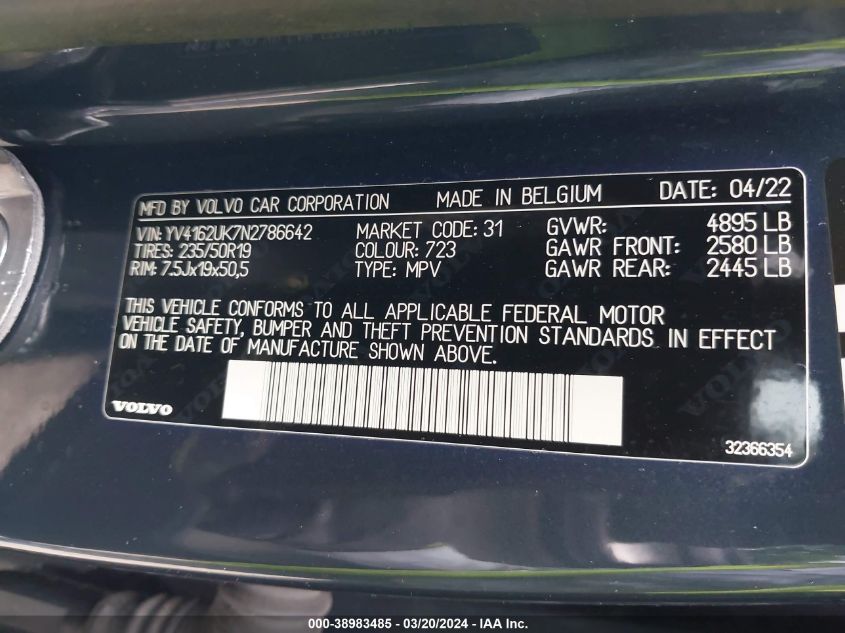 MFD BY VOLVO CAR CORPORATION MADE IN BELGIUM DATE: 04/22
VIN: YV4162UK7N2786642 MARKET CODE: 31 GVWR: 4895 LB
TIRES: 235/50R19 COLOUR: 723 GAWR FRONT: 2580 LB
RIM: 7.5Jx19x50,5 TYPE: MPV GAWR REAR: 2445 LB
THIS VEHICLE CONFORMS TO ALL APPLICABLE FEDERAL MOTOR
VEHICLE SAFETY, BUMPER AND THEFT PREVENTION STANDARDS IN EFFECT
ON THE DATE OF MANUFACTURE SHOWN ABOVE.
VOLVO
32366354
000-38983485 - 03/20/2024 - IAA Inc.